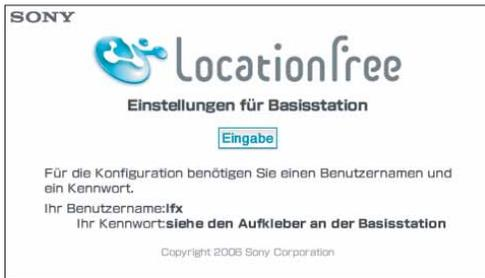 SONY
LocationFree
Einstellungen für Basisstation
Eingabe
Für die Konfiguration benötigen Sie einen Benutzernamen und
ein Kennwort.
Ihr Benutzername:lfx
Ihr Kennwort:siehe den Aufkleber an der Basisstation
Copyright 2006 Sony Corporation